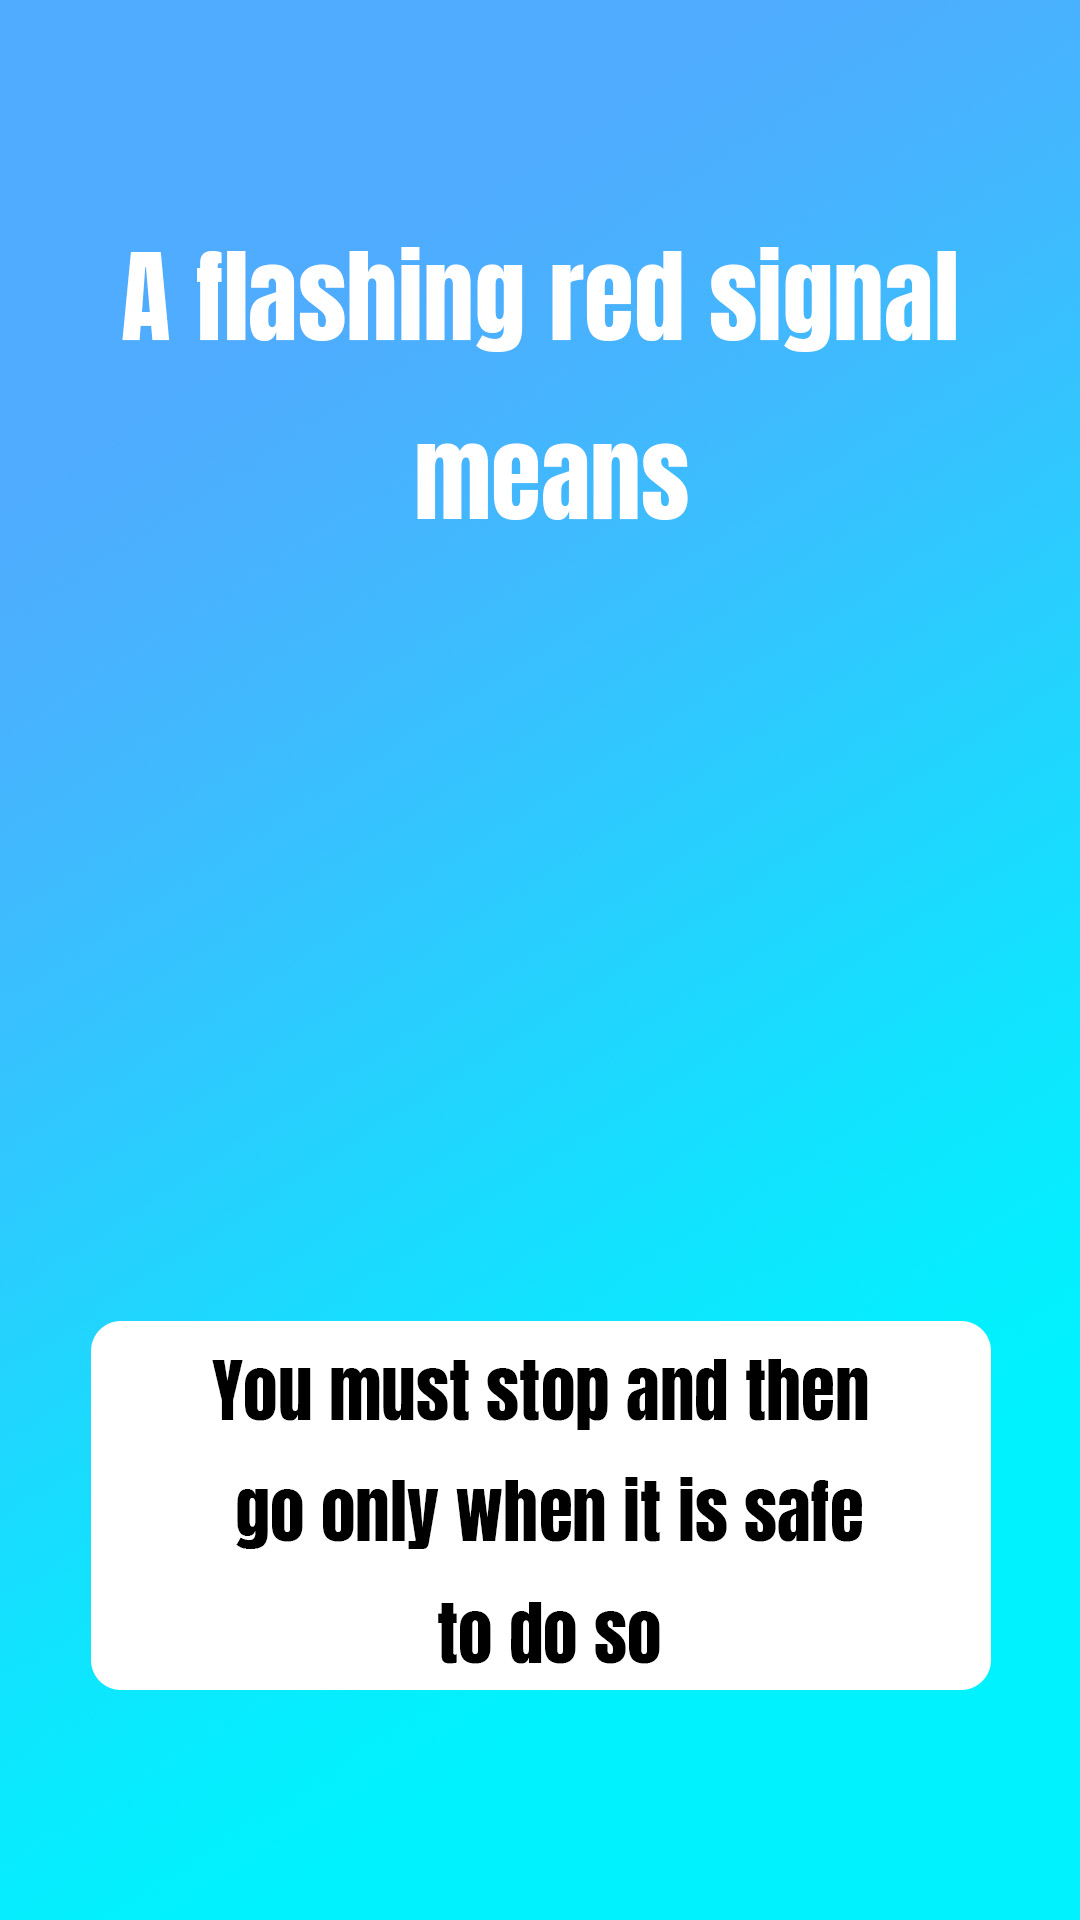 A flashing red signal
means
You must stop and then
go only when it is safe
to do so